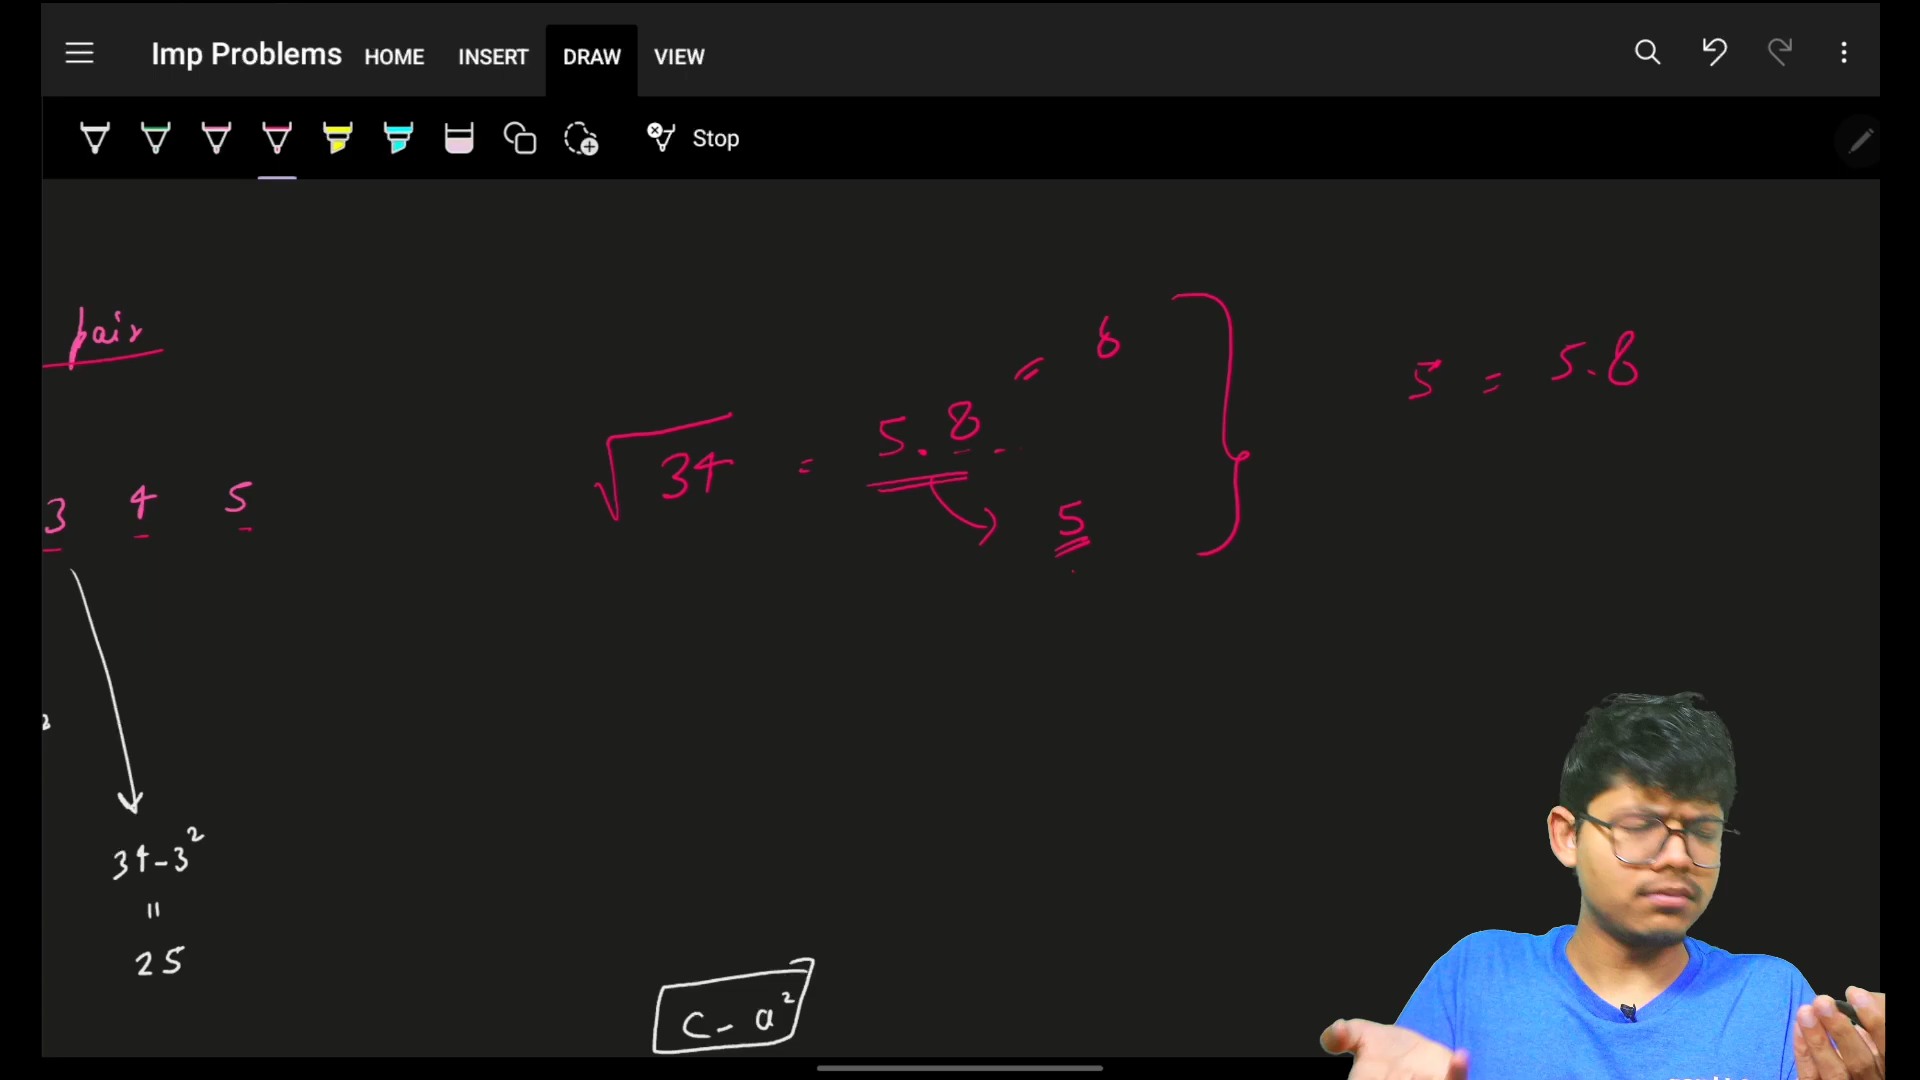 Imp Problems HOME INSERT DRAW VIEW
Stop
pair
3 4 5
√34 = 5.8..
= 6
5
5 = 5.8
34-3²
=
25
c - a²